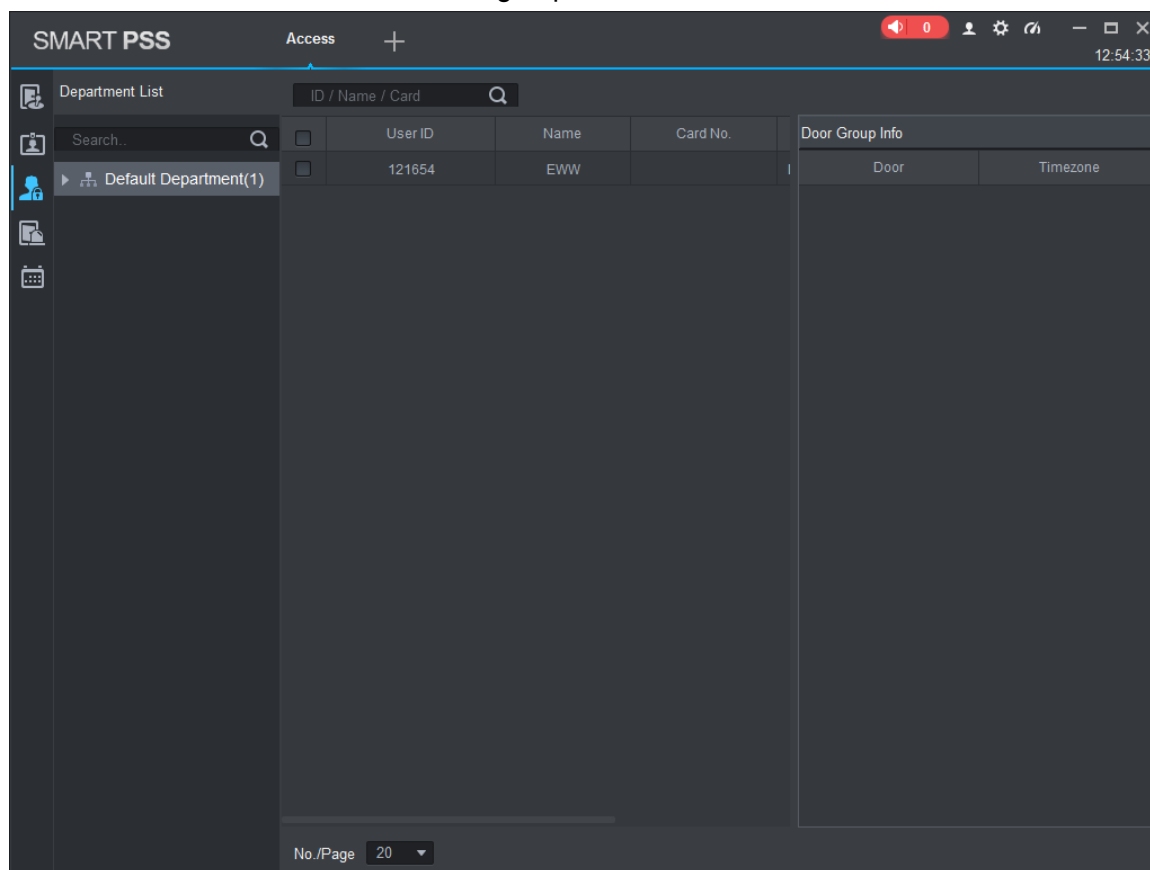 SMART PSS
Access
0
12:54:33
Department List
ID / Name / Card
Search..
Default Department(1)
User ID Name Card No.
121654 EWW
Door Group Info
Door Timezone
No./Page 20